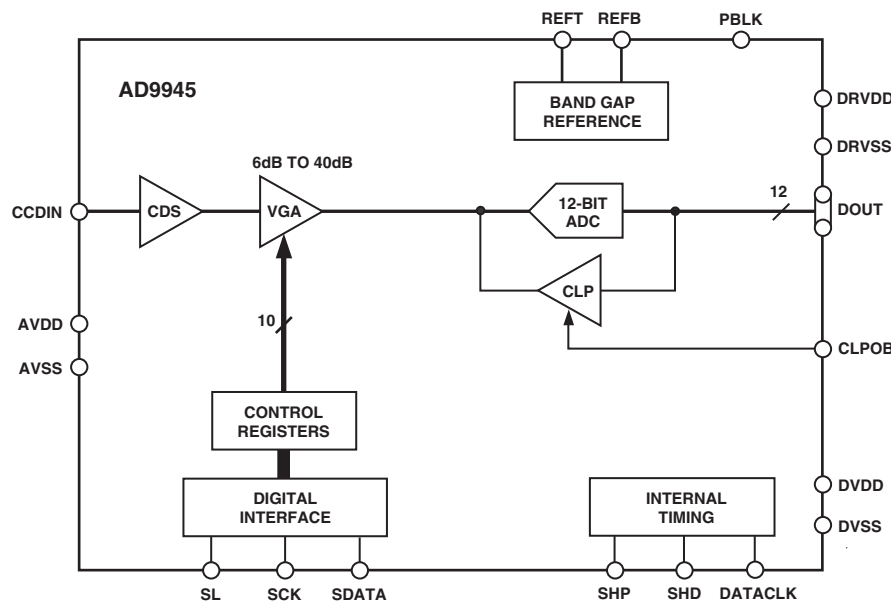 REFT REFB PBLK
AD9945
BAND GAP
REFERENCE
DRVDD
DRVSS
6dB TO 40dB
CCDIN
CDS
VGA
12-BIT
ADC
12
DOUT
CLP
AVDD
10
CLPOB
AVSS
CONTROL
REGISTERS
DIGITAL
INTERFACE
INTERNAL
TIMING
DVDD
DVSS
SL SCK SDATA SHP SHD DATACLK